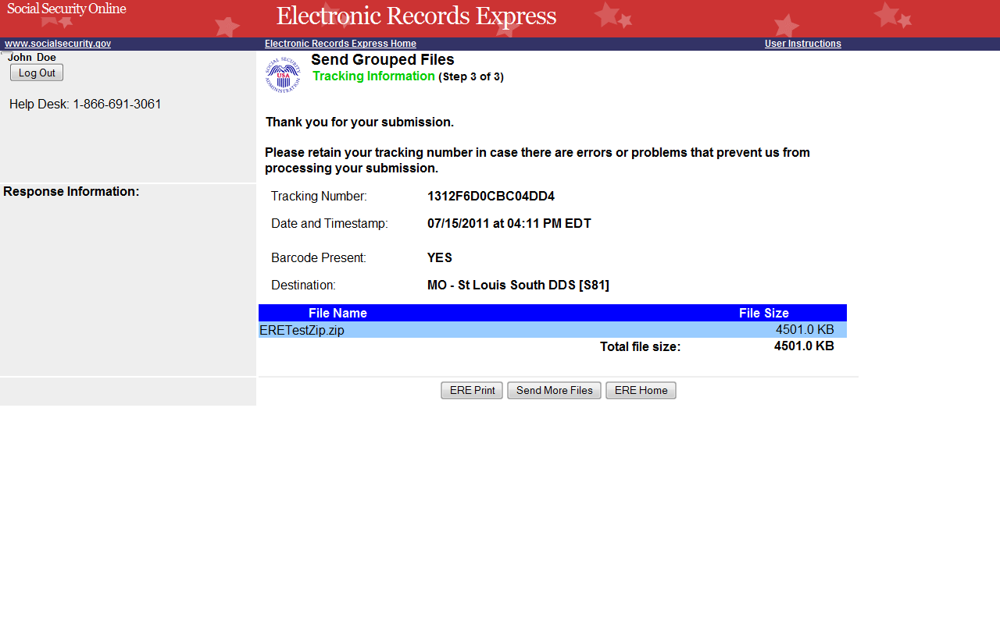 Social Security Online
Electronic Records Express
www.socialsecurity.gov
Electronic Records Express Home
User Instructions
John Doe
Log Out
Help Desk: 1-866-691-3061
Response Information:
SOCIAL SECURITY ADMINISTRATION
USA
Send Grouped Files
Tracking Information (Step 3 of 3)
Thank you for your submission.
Please retain your tracking number in case there are errors or problems that prevent us from
processing your submission.
Tracking Number: 1312F6D0CBC04DD4
Date and Timestamp: 07/15/2011 at 04:11 PM EDT
Barcode Present: YES
Destination: MO - St Louis South DDS [S81]
File Name File Size
ERETestZip.zip 4501.0 KB
Total file size: 4501.0 KB
ERE Print Send More Files ERE Home